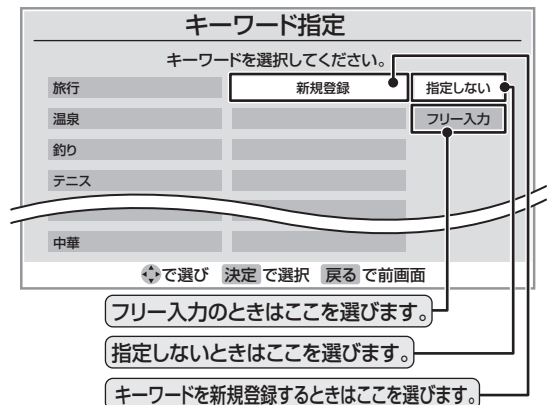 キーワード指定
キーワードを選択してください。
旅行 新規登録 指定しない
温泉 フリー入力
釣り
テニス
中華
で選び 決定 で選択 戻る で前画面
フリー入力のときはここを選びます。
指定しないときはここを選びます。
キーワードを新規登録するときはここを選びます。